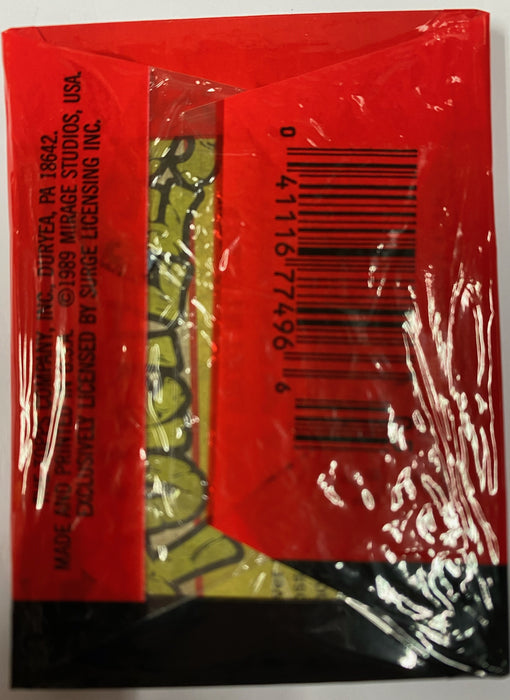 COMPANY, INC., DURYEA, PA 18642.
MADE AND PRINTED IN U.S.A. ©1989 MIRAGE STUDIOS, USA.
EXCLUSIVELY LICENSED BY SURGE LICENSING INC.
0 41116 77496 6